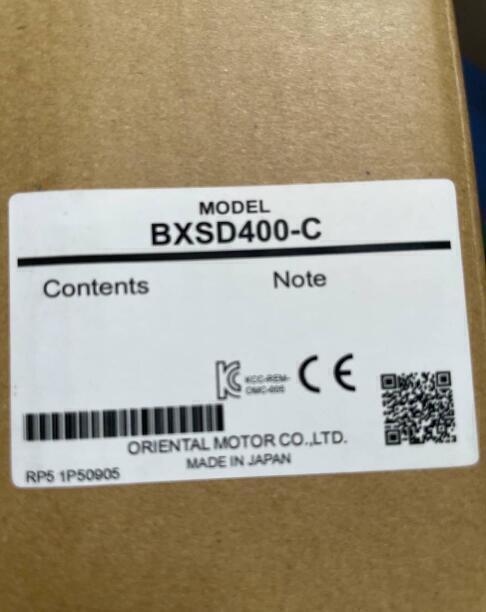 MODEL
BXSD400-C
Contents
Note
KCC-REM-
OMC-005
CE
ORIENTAL MOTOR CO.,LTD.
MADE IN JAPAN
RP5 1P50905